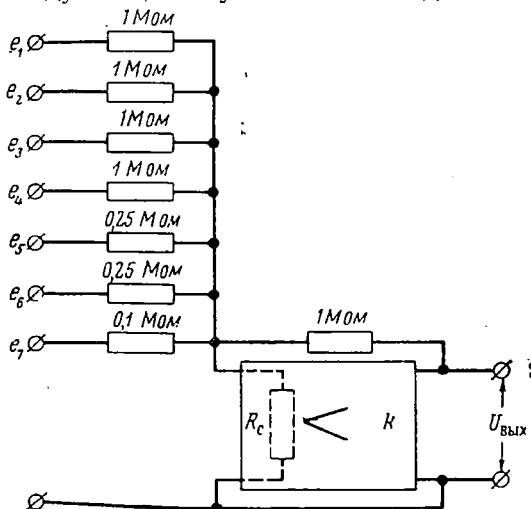 1 Мом
e₁
1 Мом
e₂
1 Мом
e₃
1 Мом
e₄
0,25 Мом
e₅
0,25 Мом
e₆
0,1 Мом
e₇
1 Мом
Rс
k
Uвых